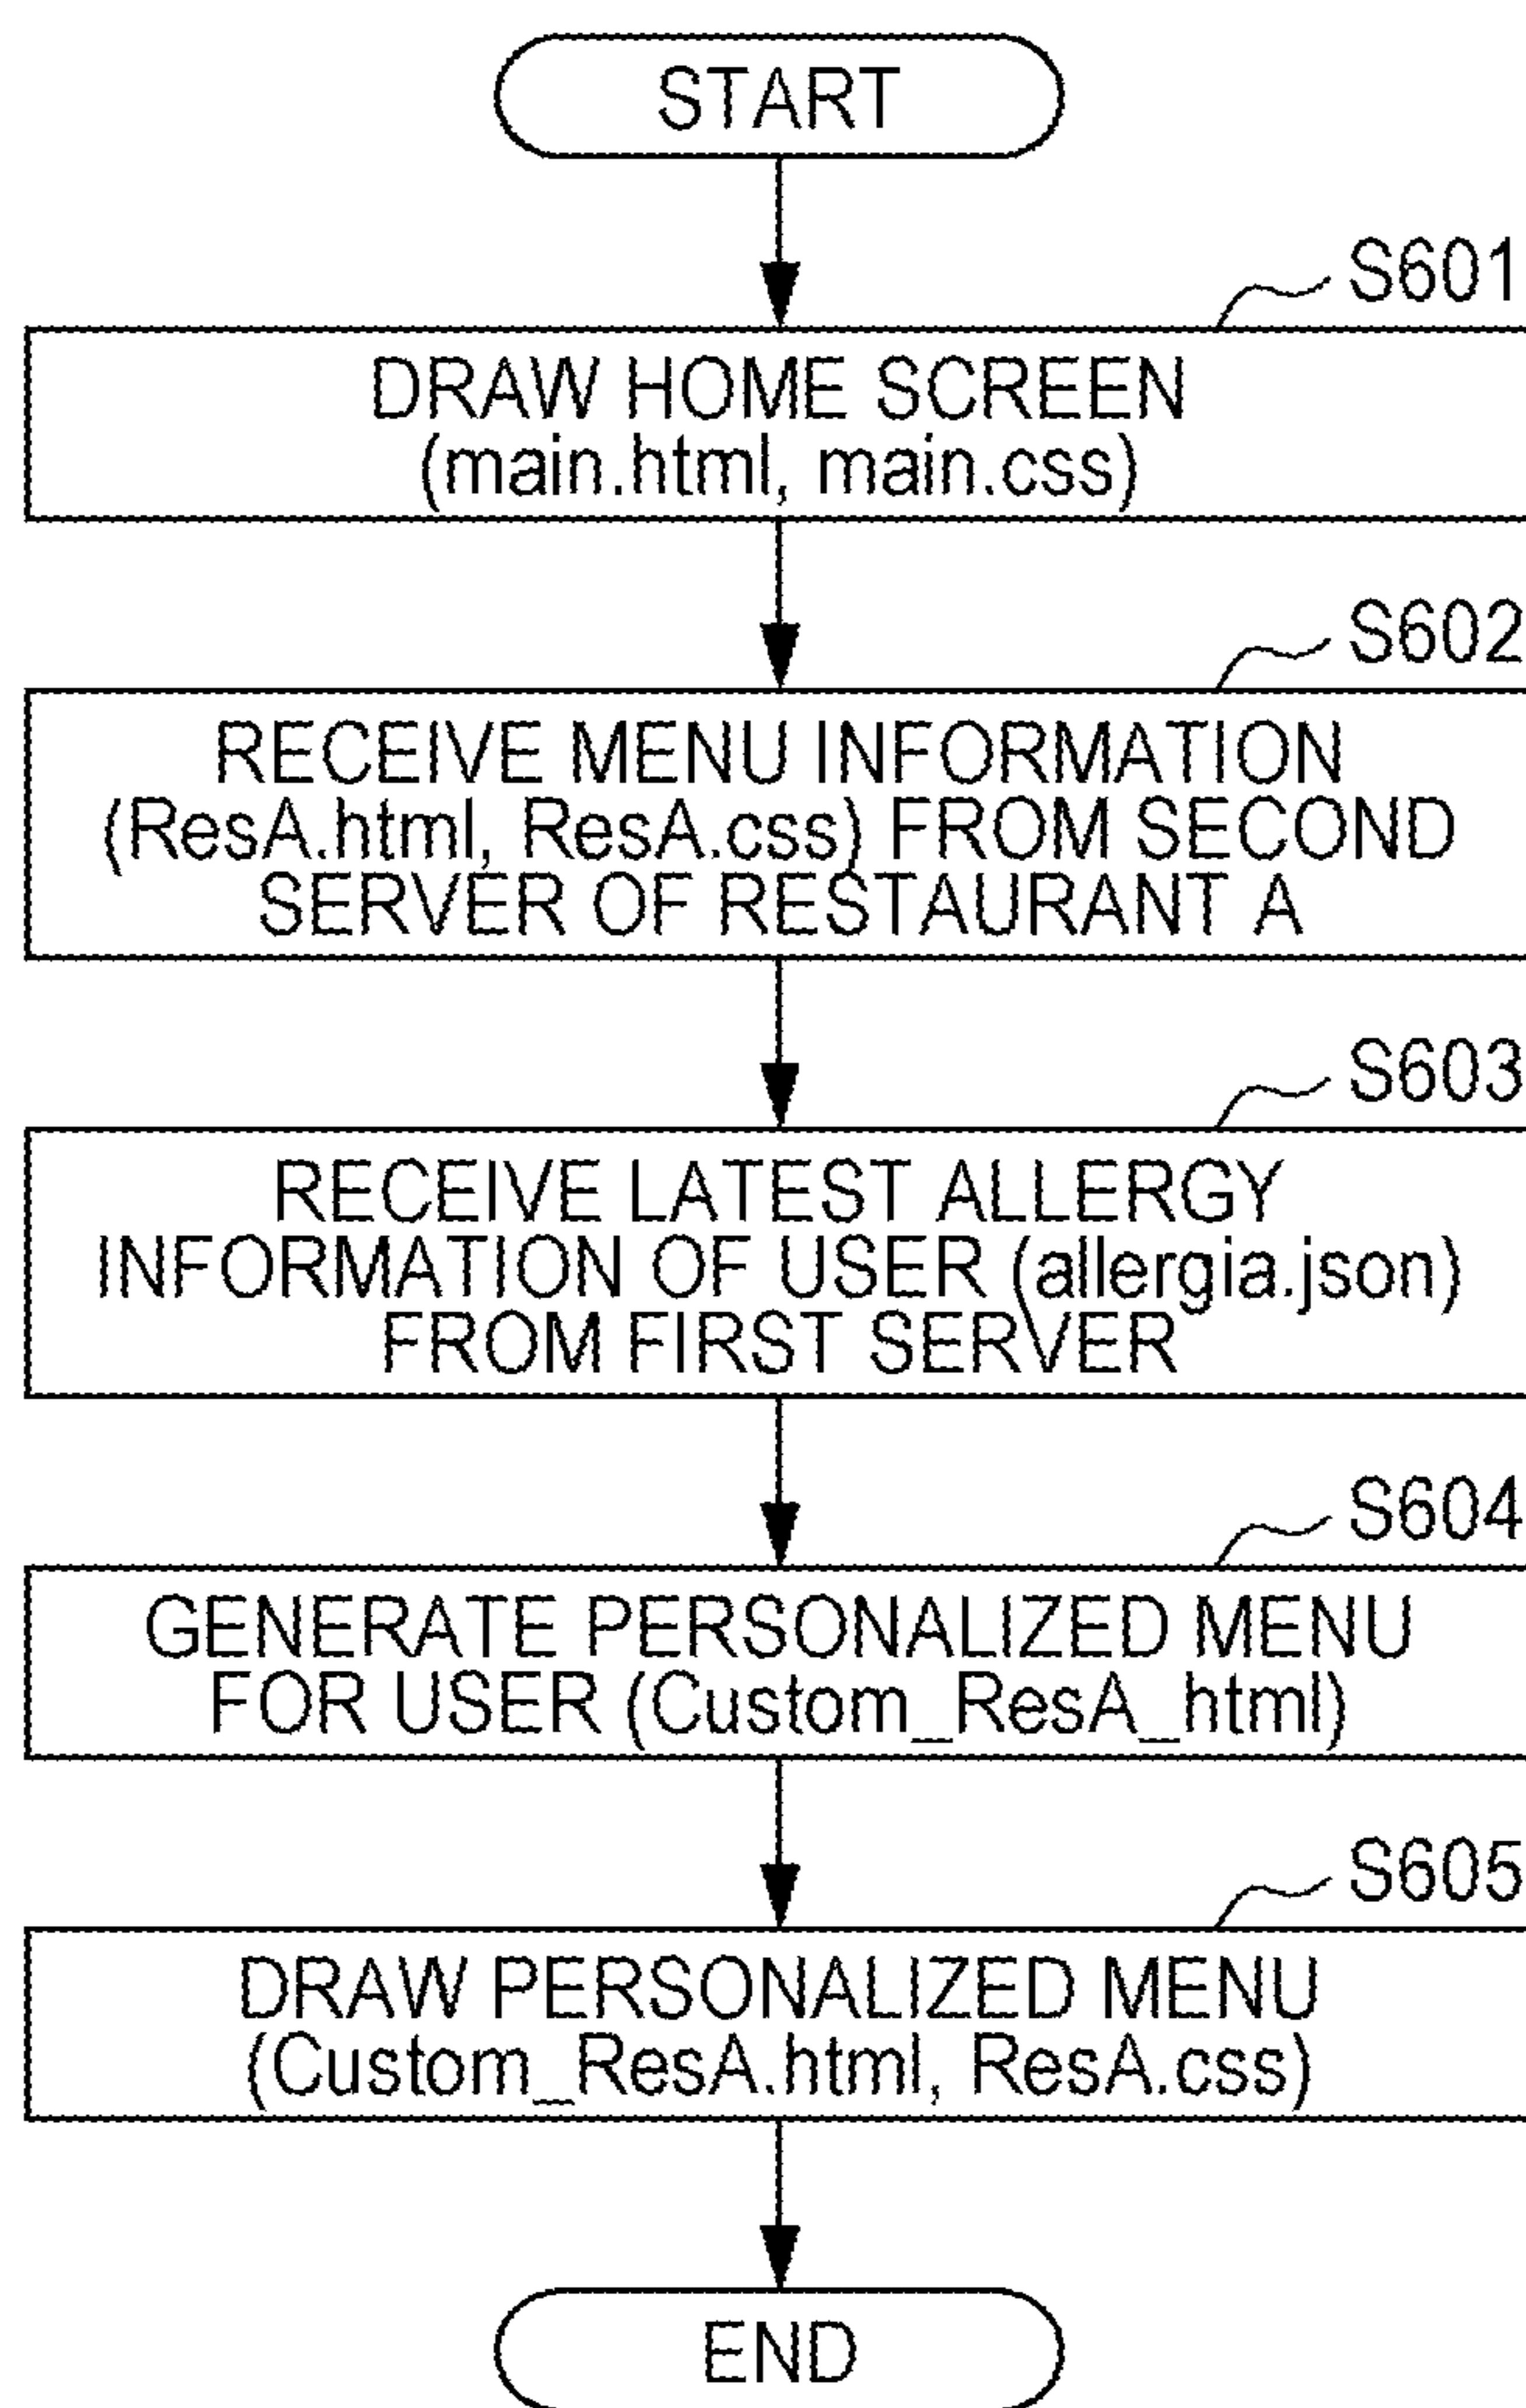 START
S601
DRAW HOME SCREEN
(main.html, main.css)
S602
RECEIVE MENU INFORMATION
(ResA.html, ResA.css) FROM SECOND
SERVER OF RESTAURANT A
S603
RECEIVE LATEST ALLERGY
INFORMATION OF USER (allergia.json)
FROM FIRST SERVER
S604
GENERATE PERSONALIZED MENU
FOR USER (Custom_ResA_html)
S605
DRAW PERSONALIZED MENU
(Custom_ResA.html, ResA.css)
END